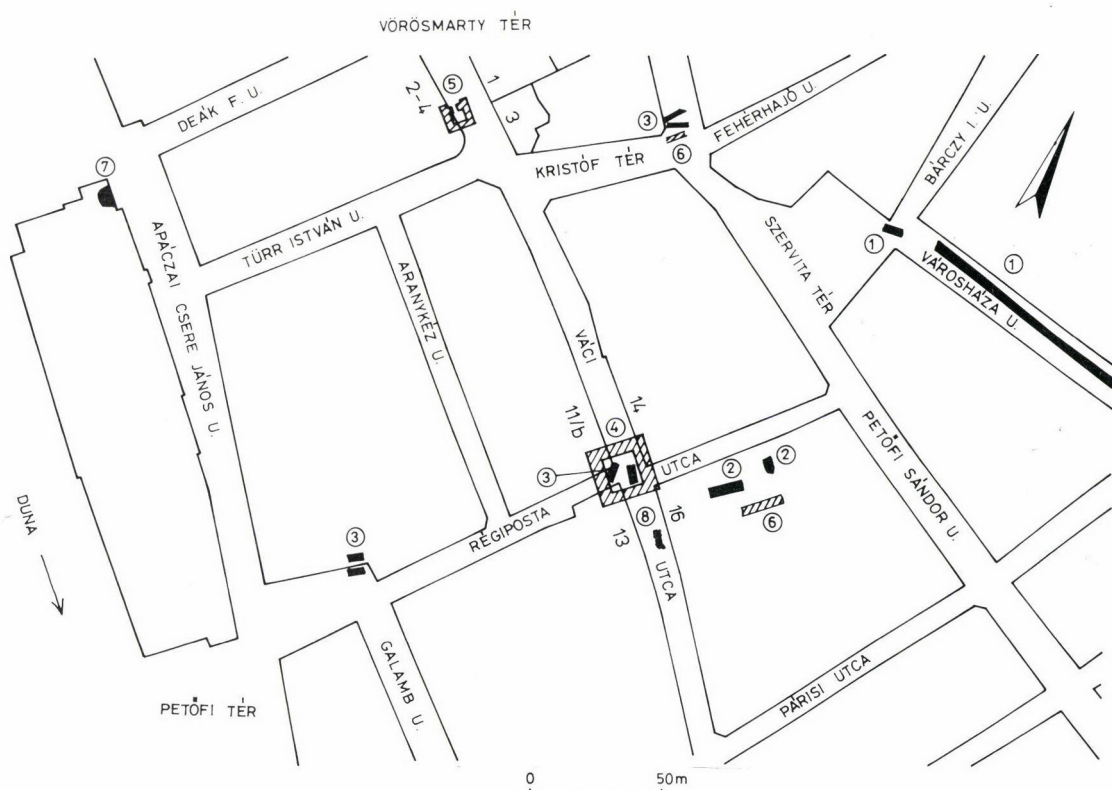 VÖRÖSMARTY TÉR
DEÁK F. U.
2-4
5
1
3
3
6
FEHÉRHAJÓ U.
KRISTÓF TÉR
BÁRCZY I. U.
7
APÁCZAI CSERE JÁNOS U.
TÜRR ISTVÁN U.
ARANYKÉZ U.
SZERVITA TÉR
1
1
VÁROSHÁZA U.
VÁCI
11/b
14
4
3
UTCA
2
2
6
PETŐFI SÁNDOR U.
DUNA
3
RÉGIPOSTA
13
8
16
UTCA
GALAMB U.
PÁRISI UTCA
PETŐFI TÉR
0 50m